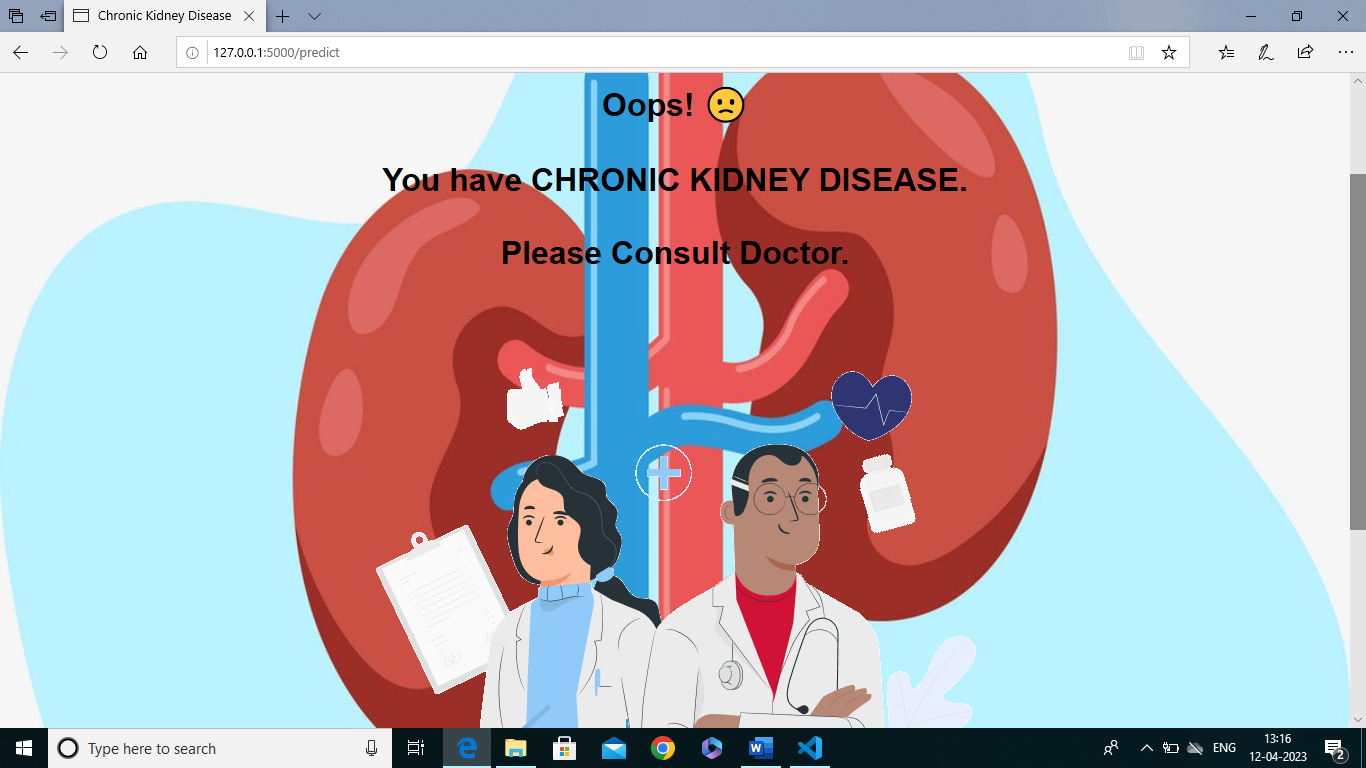 Chronic Kidney Disease
127.0.0.1:5000/predict
Oops! 🙁
You have CHRONIC KIDNEY DISEASE.
Please Consult Doctor.
Type here to search
ENG
13:16
12-04-2023
2